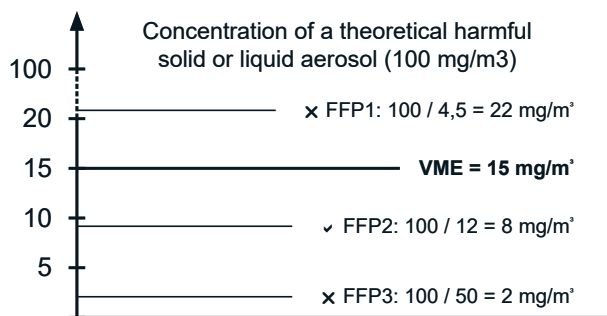 Concentration of a theoretical harmful
solid or liquid aerosol (100 mg/m3)
100
× FFP1: 100 / 4,5 = 22 mg/m³
20
15
VME = 15 mg/m³
10
✓ FFP2: 100 / 12 = 8 mg/m³
5
× FFP3: 100 / 50 = 2 mg/m³